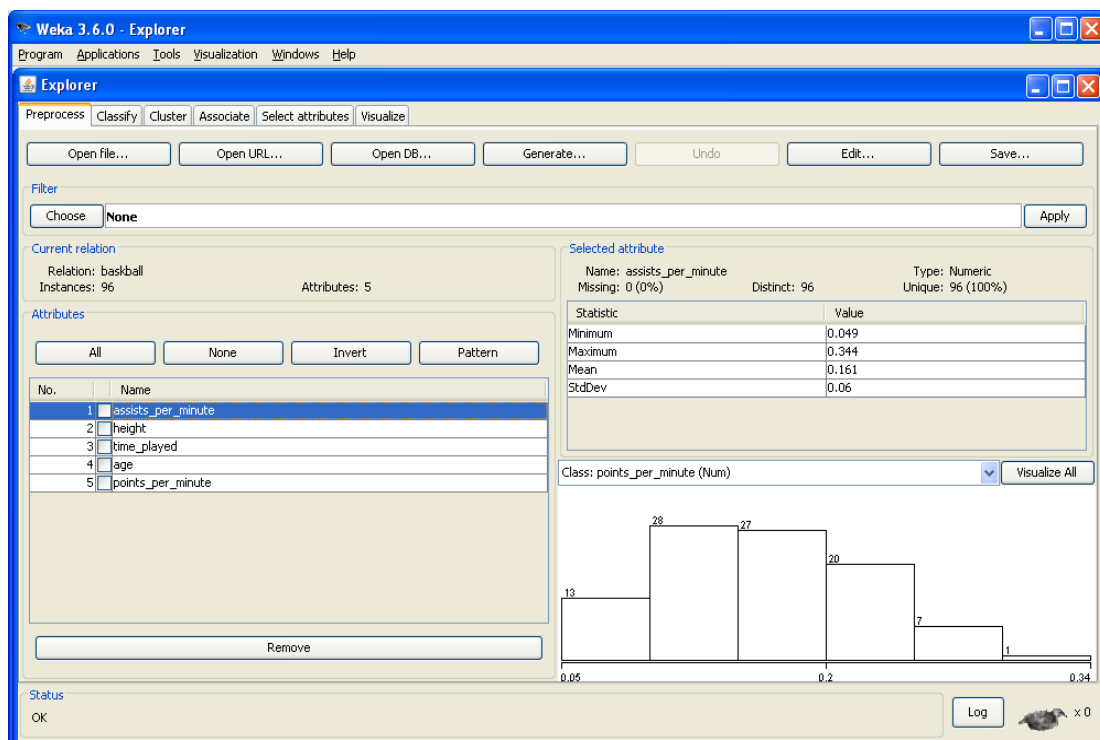 Weka 3.6.0 - Explorer
Program Applications Tools Visualization Windows Help
Explorer
Preprocess Classify Cluster Associate Select attributes Visualize
Open file... Open URL... Open DB... Generate... Undo Edit... Save...
Filter
Choose None Apply
Current relation
Relation: baskball
Instances: 96 Attributes: 5
Attributes
All None Invert Pattern
No. Name
1 assists_per_minute
2 height
3 time_played
4 age
5 points_per_minute
Remove
Selected attribute
Name: assists_per_minute Type: Numeric
Missing: 0 (0%) Distinct: 96 Unique: 96 (100%)
Statistic Value
Minimum 0.049
Maximum 0.344
Mean 0.161
StdDev 0.06
Class: points_per_minute (Num) Visualize All
13 28 27 20 7 1
0.05 0.2 0.34
Status
OK
Log x 0